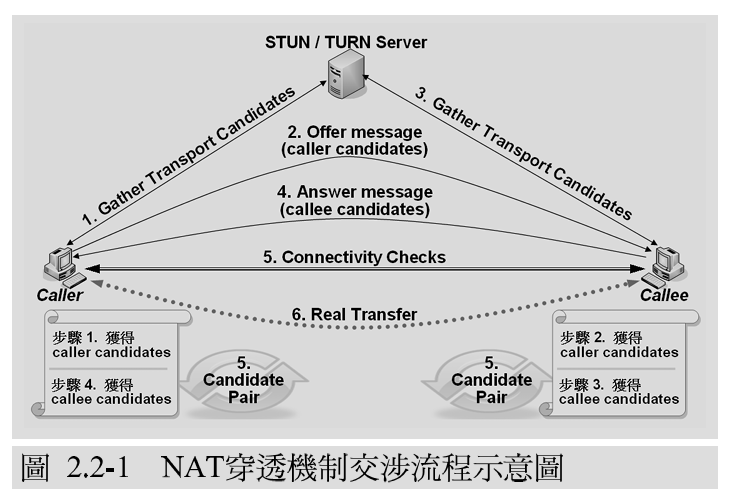 STUN / TURN Server
1. Gather Transport Candidates
3. Gather Transport Candidates
2. Offer message
(caller candidates)
4. Answer message
(callee candidates)
5. Connectivity Checks
Caller
Callee
6. Real Transfer
步驟 1. 獲得
caller candidates
步驟 4. 獲得
callee candidates
5.
Candidate
Pair
5.
Candidate
Pair
步驟 2. 獲得
caller candidates
步驟 3. 獲得
callee candidates
圖 2.2-1 NAT穿透機制交涉流程示意圖